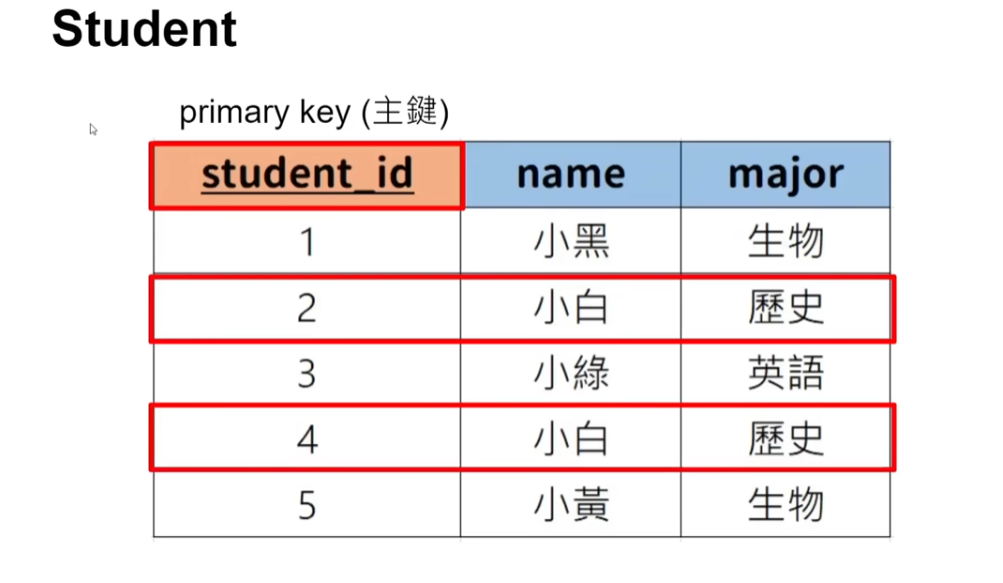 Student
primary key (主鍵)
student_id name major
1 小黑 生物
2 小白 歷史
3 小綠 英語
4 小白 歷史
5 小黃 生物